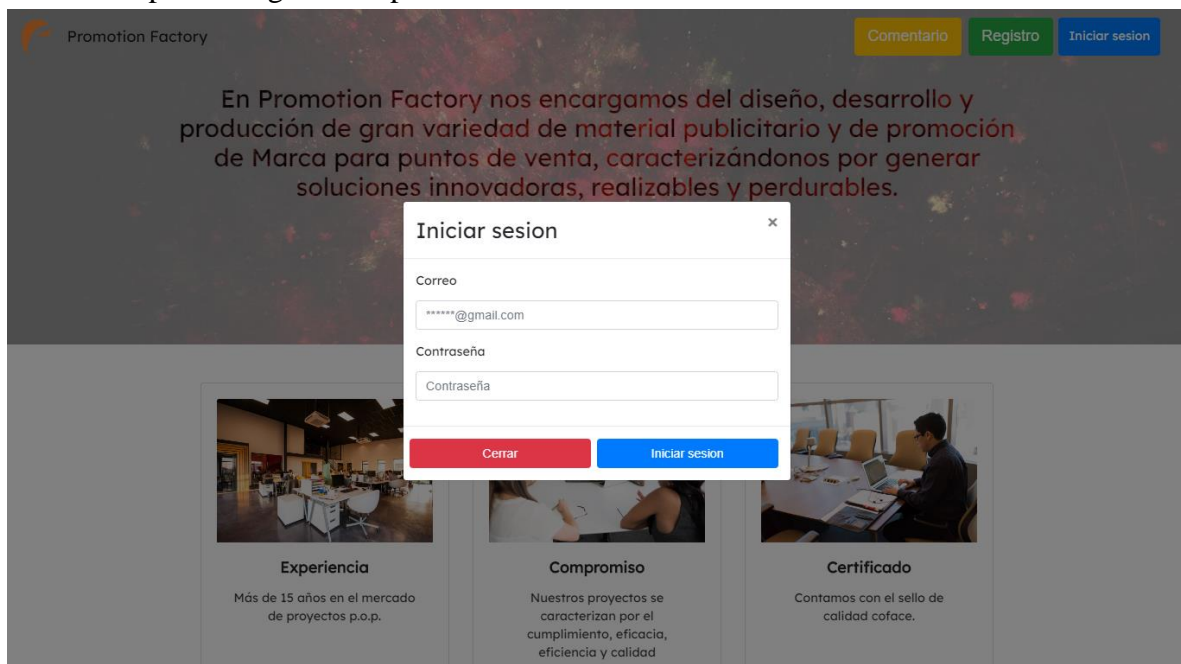 Promotion Factory
Comentario
Registro
Iniciar sesion
En Promotion Factory nos encargamos del diseño, desarrollo y
producción de gran variedad de material publicitario y de promoción
de Marca para puntos de venta, caracterizándonos por generar
soluciones innovadoras, realizables y perdurables.
Iniciar sesion
×
Correo
******@gmail.com
Contraseña
Contraseña
Cerrar
Iniciar sesion
Experiencia
Más de 15 años en el mercado
de proyectos p.o.p.
Compromiso
Nuestros proyectos se
caracterizan por el
cumplimiento, eficacia,
eficiencia y calidad
Certificado
Contamos con el sello de
calidad coface.